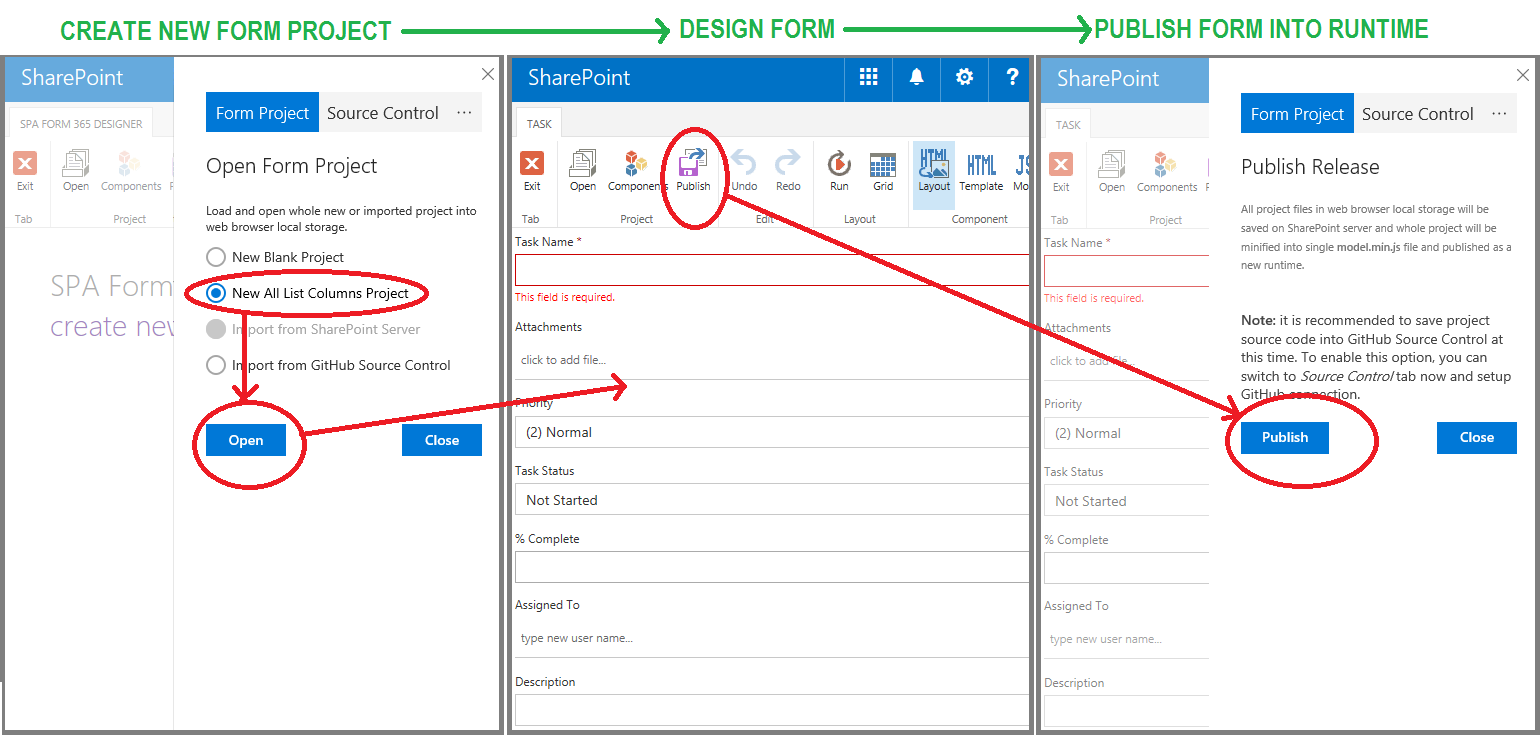 CREATE NEW FORM PROJECT
DESIGN FORM
PUBLISH FORM INTO RUNTIME
SharePoint
SPA FORM 365 DESIGNER
Exit
Open
Components
Tab
Project
SPA Form
create new
Form Project
Source Control
...
Open Form Project
Load and open whole new or imported project into
web browser local storage.
New Blank Project
New All List Columns Project
Import from SharePoint Server
Import from GitHub Source Control
Open
Close
SharePoint
?
TASK
Exit
Open
Components
Publish
Undo
Redo
Run
Grid
Layout
HTML
Template
JS
Mo
Tab
Project
Edit
Layout
Component
Task Name *
This field is required.
Attachments
click to add file...
Priority
(2) Normal
Task Status
Not Started
% Complete
Assigned To
type new user name...
Description
SharePoint
TASK
Exit
Open
Components
Tab
Project
Task Name *
This field is required.
Attachments
click to add file...
Priority
(2) Normal
Task Status
Not Started
% Complete
Assigned To
type new user name...
Description
Form Project
Source Control
...
Publish Release
All project files in web browser local storage will be
saved on SharePoint server and whole project will be
minified into single model.min.js file and published as a
new runtime.
Note: it is recommended to save project
source code into GitHub Source Control at
this time. To enable this option, you can
switch to Source Control tab now and setup
GitHub connection.
Publish
Close